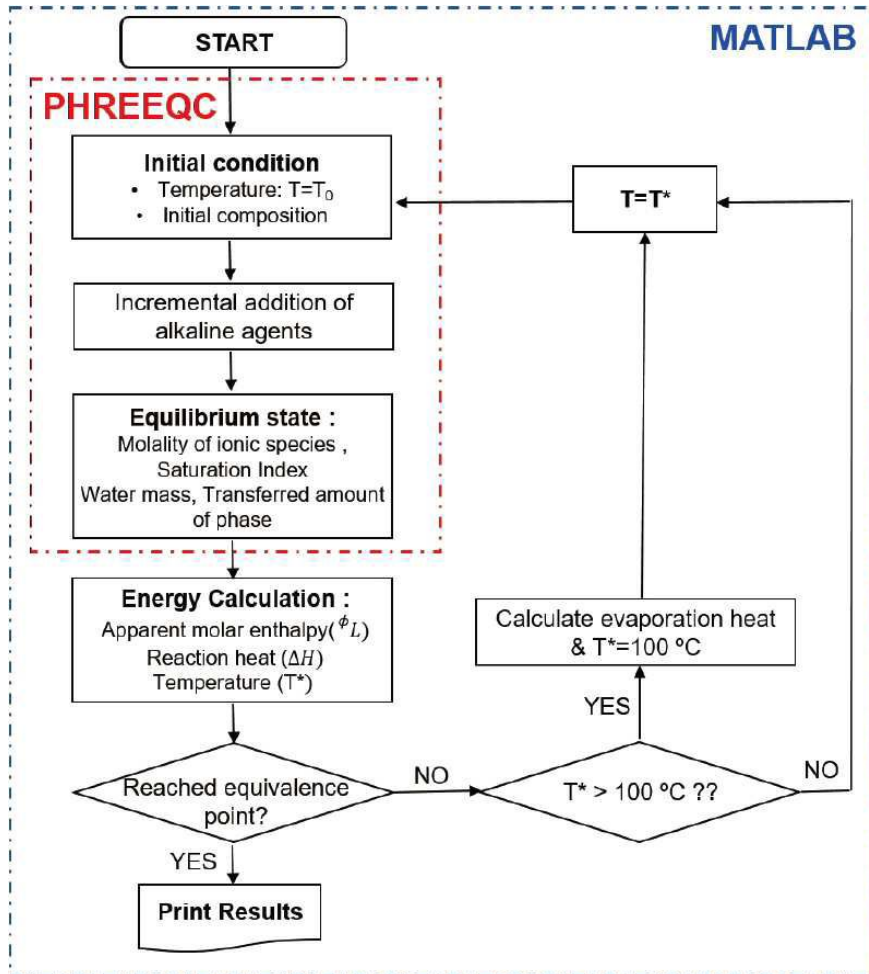 START
MATLAB
PHREEQC
Initial condition
• Temperature: T=T₀
• Initial composition
T=T*
Incremental addition of
alkaline agents
Equilibrium state :
Molality of ionic species ,
Saturation Index
Water mass, Transferred amount
of phase
Energy Calculation :
Apparent molar enthalpy(ᶲL)
Reaction heat (ΔH)
Temperature (T*)
Calculate evaporation heat
& T*=100 ºC
YES
Reached equivalence
point?
NO
T* > 100 ºC ??
NO
YES
Print Results